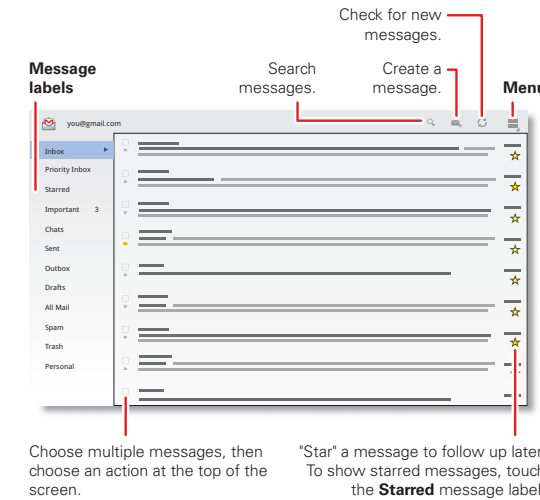 Check for new
messages.
Message
labels
Search
messages.
Create a
message.
Menu
you@gmail.com
Inbox
Priority Inbox
Starred
Important 3
Chats
Sent
Outbox
Drafts
All Mail
Spam
Trash
Personal
Choose multiple messages, then
choose an action at the top of the
screen.
"Star" a message to follow up later
To show starred messages, touch
the Starred message label